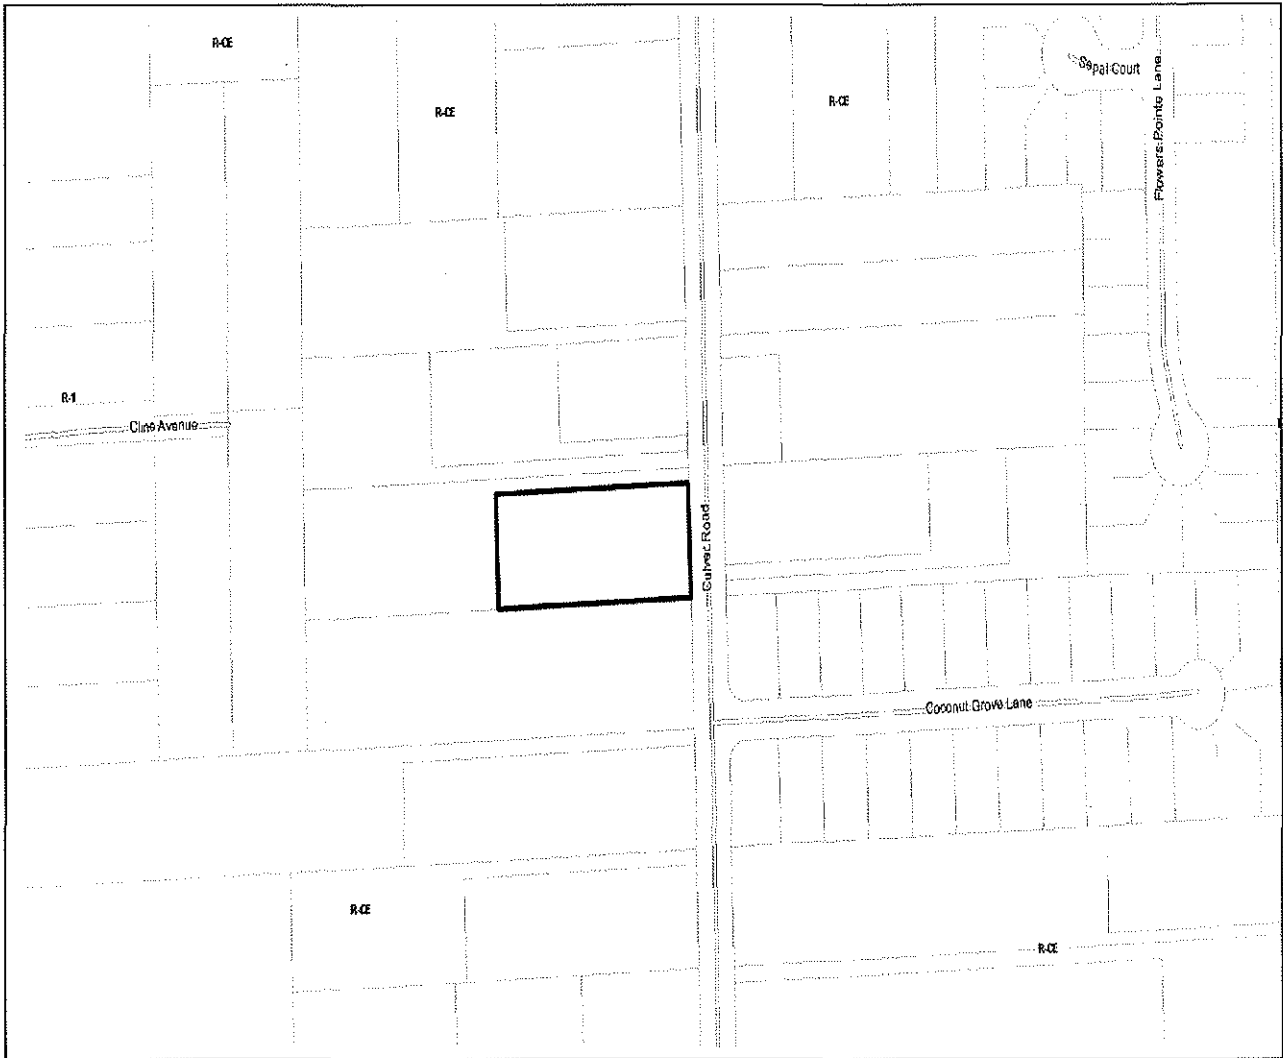 R-CE
Sepal Court
R-CE
R-CE
Flowers Pointe Lane
R-1
Cline Avenue
Culver Road
Coconut Grove Lane
R-CE
R-CE